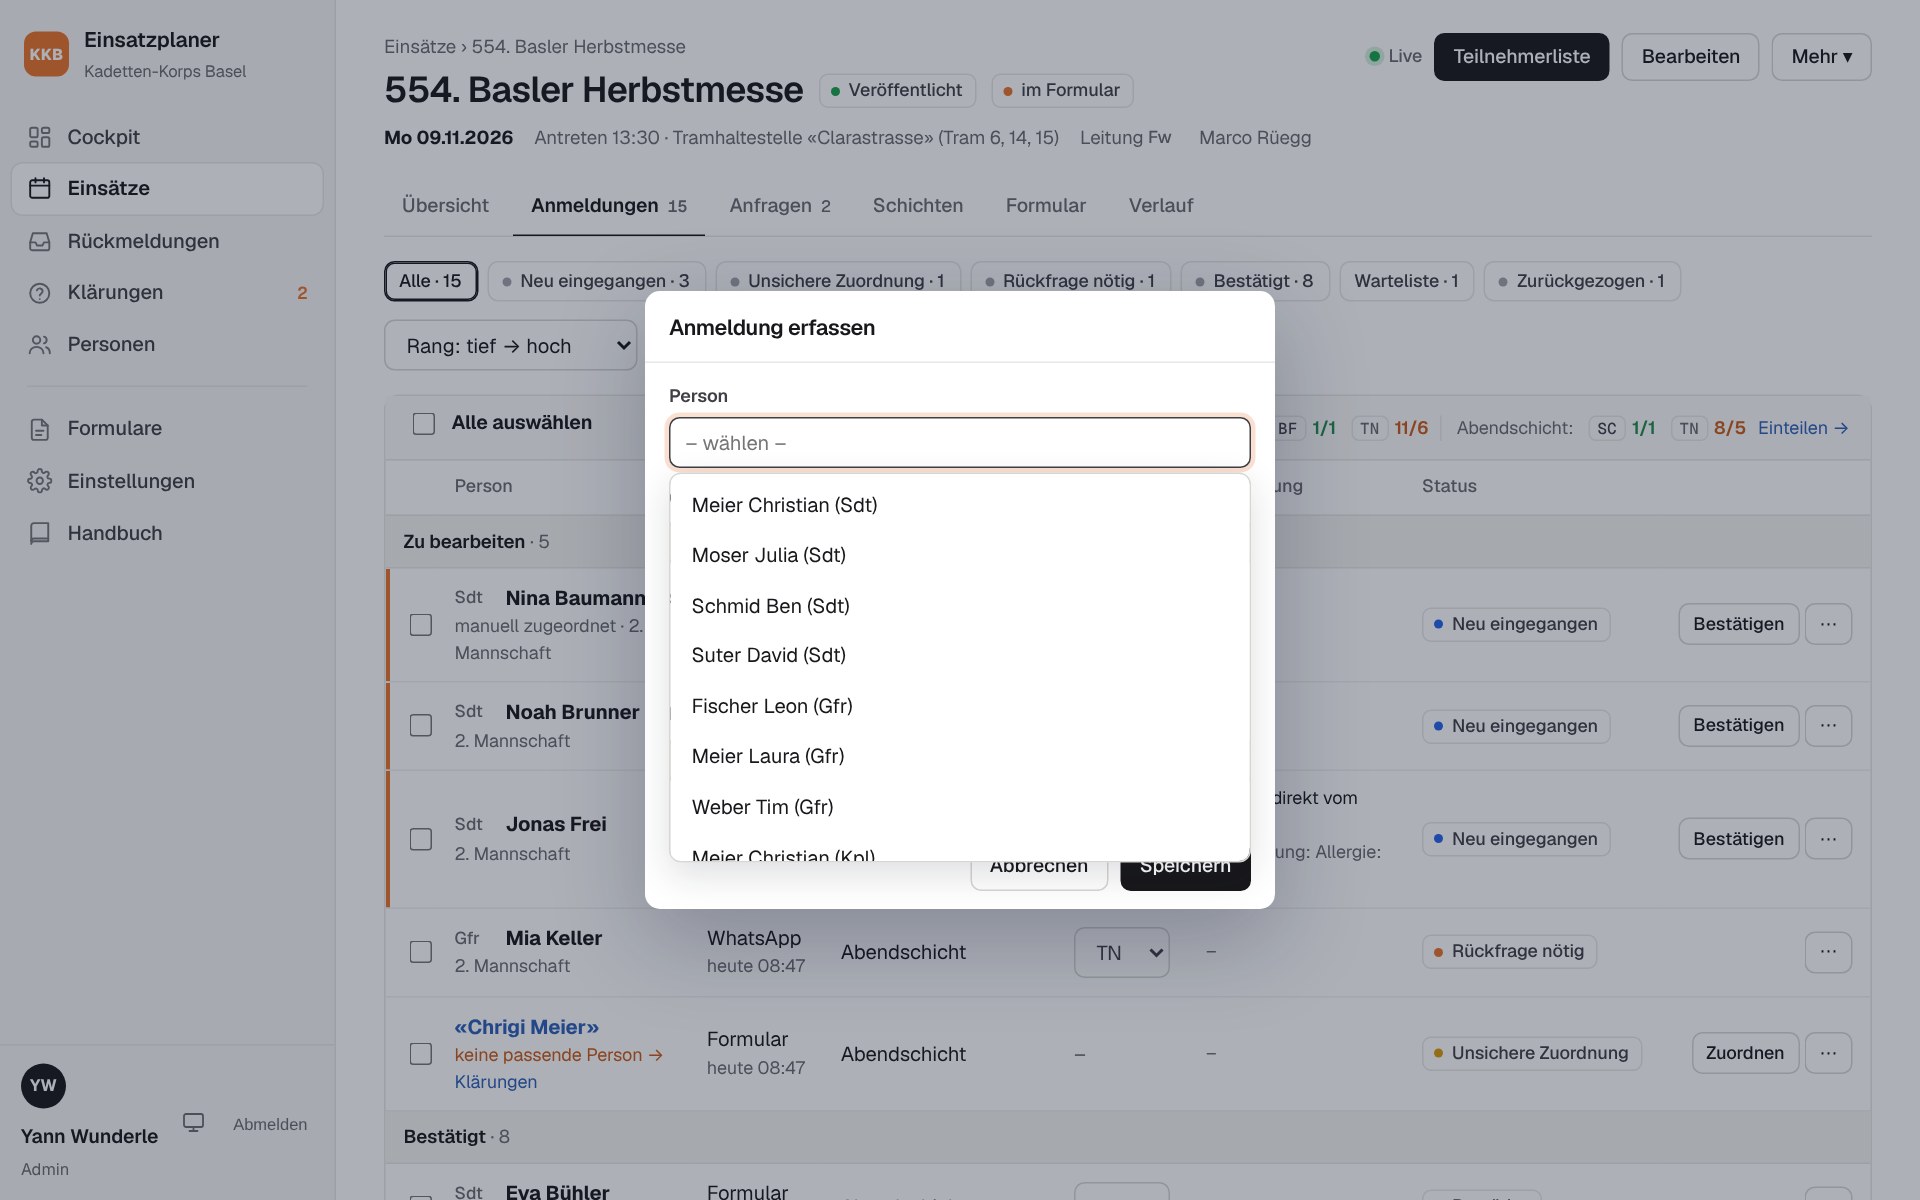 KKB
Einsatzplaner
Kadetten-Korps Basel
Cockpit
Einsätze
Rückmeldungen
Klärungen 2
Personen
Formulare
Einstellungen
Handbuch
YW
Yann Wunderle
Abmelden
Admin
Einsätze › 554. Basler Herbstmesse
Live
Teilnehmerliste
Bearbeiten
Mehr ▾
554. Basler Herbstmesse
Veröffentlicht
im Formular
Mo 09.11.2026 Antreten 13:30 · Tramhaltestelle «Clarastrasse» (Tram 6, 14, 15) Leitung Fw Marco Rüegg
Übersicht
Anmeldungen 15
Anfragen 2
Schichten
Formular
Verlauf
Alle · 15
Neu eingegangen · 3
Unsichere Zuordnung · 1
Rückfrage nötig · 1
Bestätigt · 8
Warteliste · 1
Zurückgezogen · 1
Rang: tief → hoch
Alle auswählen
BF 1/1 TN 11/6 Abendschicht: SC 1/1 TN 8/5 Einteilen →
Person
Status
Zu bearbeiten · 5
Sdt Nina Baumann
manuell zugeordnet · 2.
Mannschaft
Neu eingegangen
Bestätigen
···
Sdt Noah Brunner
2. Mannschaft
Neu eingegangen
Bestätigen
···
Sdt Jonas Frei
2. Mannschaft
direkt vom
Allergie:
Neu eingegangen
Bestätigen
···
Gfr Mia Keller
2. Mannschaft
WhatsApp
heute 08:47
Abendschicht
TN
–
Rückfrage nötig
···
«Chrigi Meier»
keine passende Person →
Klärungen
Formular
heute 08:47
Abendschicht
–
–
Unsichere Zuordnung
Zuordnen
···
Bestätigt · 8
Sdt Eva Bühler
Formular
Anmeldung erfassen
Person
– wählen –
Meier Christian (Sdt)
Moser Julia (Sdt)
Schmid Ben (Sdt)
Suter David (Sdt)
Fischer Leon (Gfr)
Meier Laura (Gfr)
Weber Tim (Gfr)
Meier Christian (Kpl)
Abbrechen
Speichern